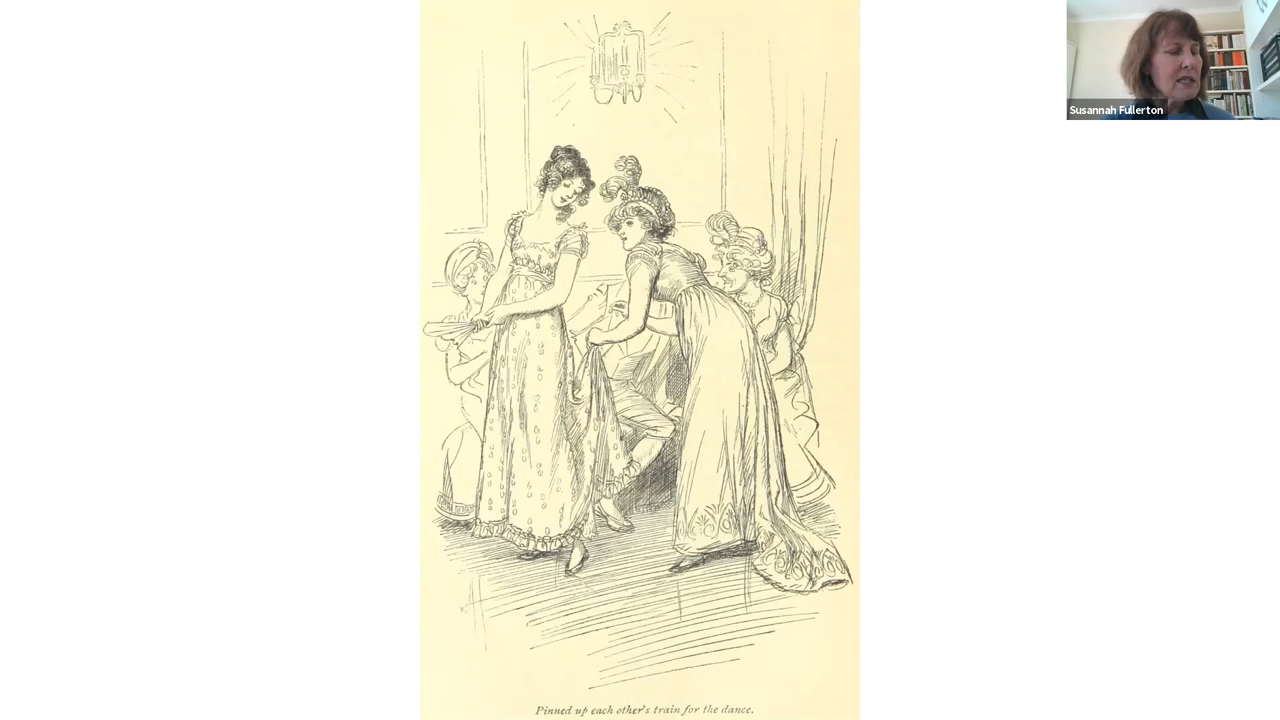 Susannah Fullerton
Pinned up each other's train for the dance.